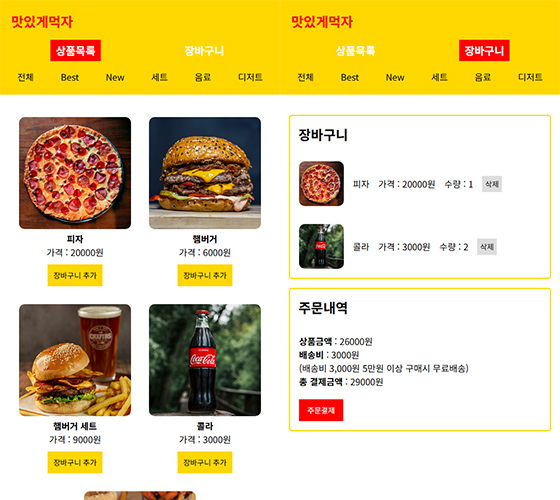 맛있게먹자
상품목록 장바구니
전체 Best New 세트 음료 디저트
피자
가격 : 20000원
장바구니 추가
햄버거
가격 : 6000원
장바구니 추가
햄버거 세트
가격 : 9000원
장바구니 추가
Coca-Cola
콜라
가격 : 3000원
장바구니 추가
맛있게먹자
상품목록 장바구니
전체 Best New 세트 음료 디저트
장바구니
피자 가격 : 20000원 수량 : 1 삭제
콜라 가격 : 3000원 수량 : 2 삭제
주문내역
상품금액 : 26000원
배송비 : 3000원
(배송비 3,000원 5만원 이상 구매시 무료배송)
총 결제금액 : 29000원
주문결제